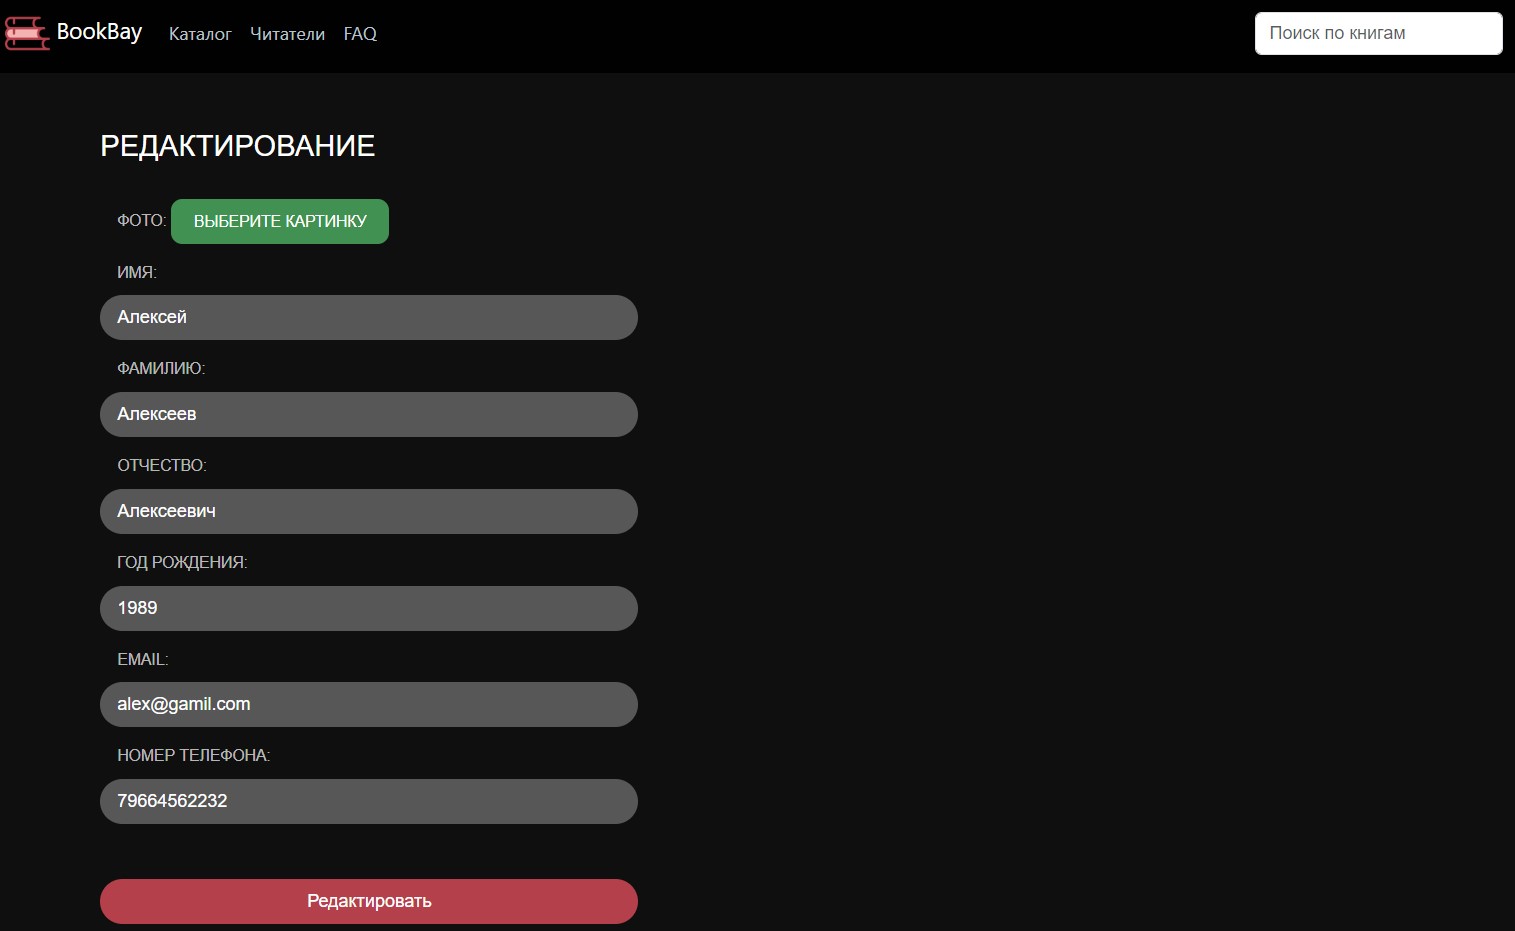 BookBay Каталог Читатели FAQ Поиск по книгам
РЕДАКТИРОВАНИЕ
ФОТО: ВЫБЕРИТЕ КАРТИНКУ
ИМЯ:
Алексей
ФАМИЛИЮ:
Алексеев
ОТЧЕСТВО:
Алексеевич
ГОД РОЖДЕНИЯ:
1989
EMAIL:
alex@gamil.com
НОМЕР ТЕЛЕФОНА:
79664562232
Редактировать